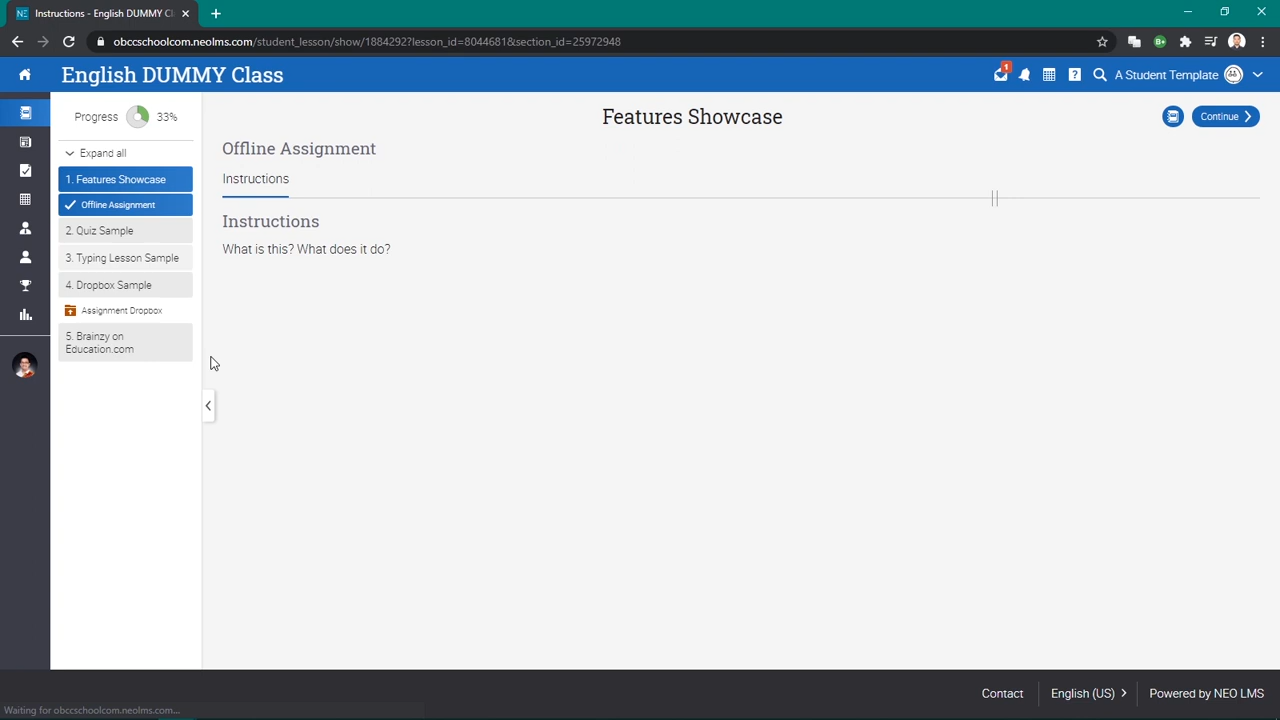 NE
Instructions - English DUMMY Cl
obccschoolcom.neolms.com/student_lesson/show/1884292?lesson_id=8044681&section_id=25972948
B+
English DUMMY Class
1
?
A Student Template
Progress
33%
Expand all
1. Features Showcase
Offline Assignment
2. Quiz Sample
3. Typing Lesson Sample
4. Dropbox Sample
Assignment Dropbox
5. Brainzy on
Education.com
Features Showcase
Continue
Offline Assignment
Instructions
Instructions
What is this? What does it do?
Contact
English (US)
Powered by NEO LMS
Waiting for obccschoolcom.neolms.com...